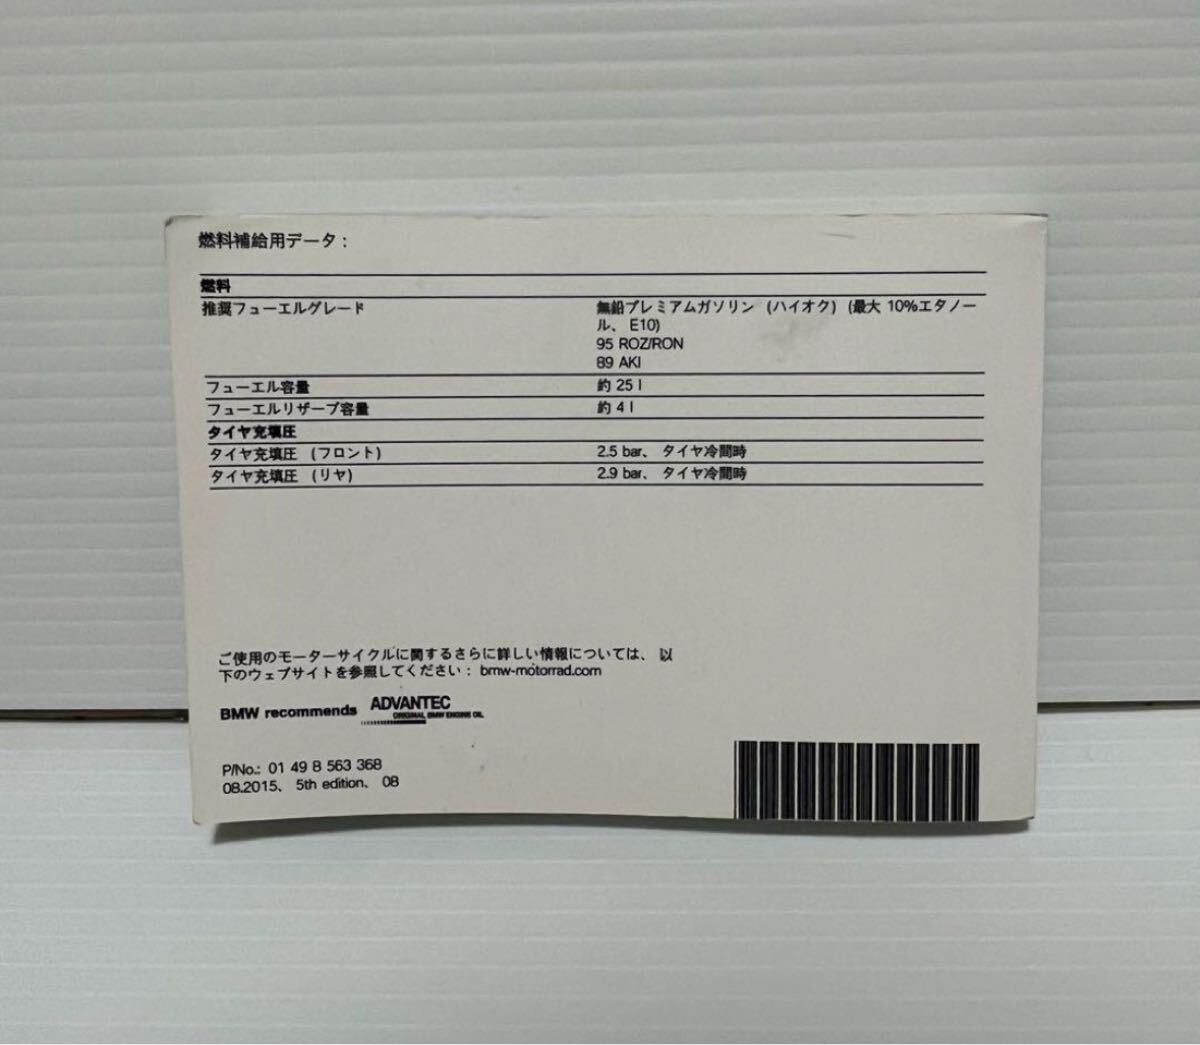 燃料補給用データ:
燃料
推奨フューエルグレード 無鉛プレミアムガソリン (ハイオク) (最大 10%エタノー
ル、 E10)
95 ROZ/RON
89 AKI
フューエル容量 約 25 l
フューエルリザーブ容量 約 4 l
タイヤ充填圧
タイヤ充填圧 (フロント) 2.5 bar、 タイヤ冷間時
タイヤ充填圧 (リヤ) 2.9 bar、 タイヤ冷間時
ご使用のモーターサイクルに関するさらに詳しい情報については、 以
下のウェブサイトを参照してください: bmw-motorrad.com
BMW recommends ADVANTEC
ORIGINAL BMW ENGINE OIL
P/No.: 01 49 8 563 368
08.2015、 5th edition、 08